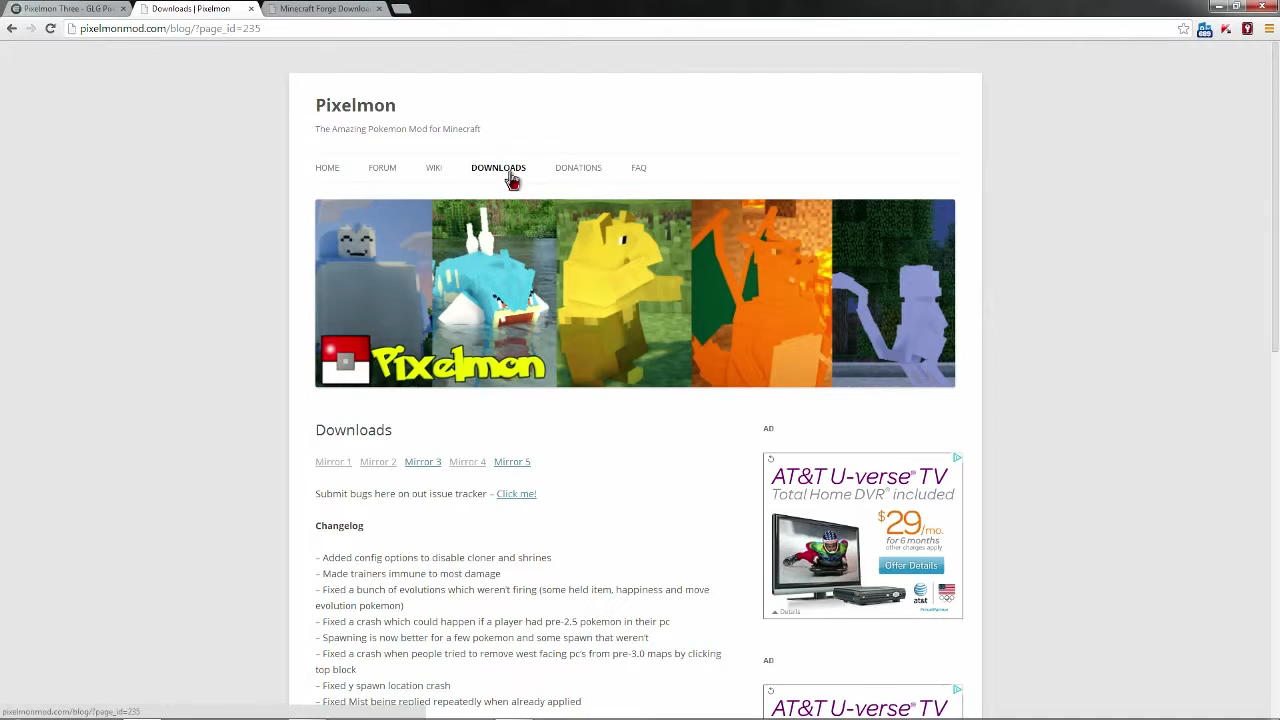 Pixelmon Three - GLG Pix
Downloads | Pixelmon
Minecraft Forge Downloa
pixelmonmod.com/blog/?page_id=235
Pixelmon
The Amazing Pokemon Mod for Minecraft
HOME FORUM WIKI DOWNLOADS DONATIONS FAQ
Pixelmon
Downloads
AD
Mirror 1 Mirror 2 Mirror 3 Mirror 4 Mirror 5
Submit bugs here on out issue tracker – Click me!
Changelog
– Added config options to disable cloner and shrines
– Made trainers immune to most damage
– Fixed a bunch of evolutions which weren't firing (some held item, happiness and move
evolution pokemon)
– Fixed a crash which could happen if a player had pre-2.5 pokemon in their pc
– Spawning is now better for a few pokemon and some spawn that weren't
– Fixed a crash when people tried to remove west facing pc's from pre-3.0 maps by clicking
top block
– Fixed y spawn location crash
– Fixed Mist being replied repeatedly when already applied
AT&T U-verse® TV
Total Home DVR® included
$29/mo.
for 6 months
other charges apply
Offer Details
at&t
Details
AD
AT&T U-verse® TV
pixelmonmod.com/blog/?page_id=235